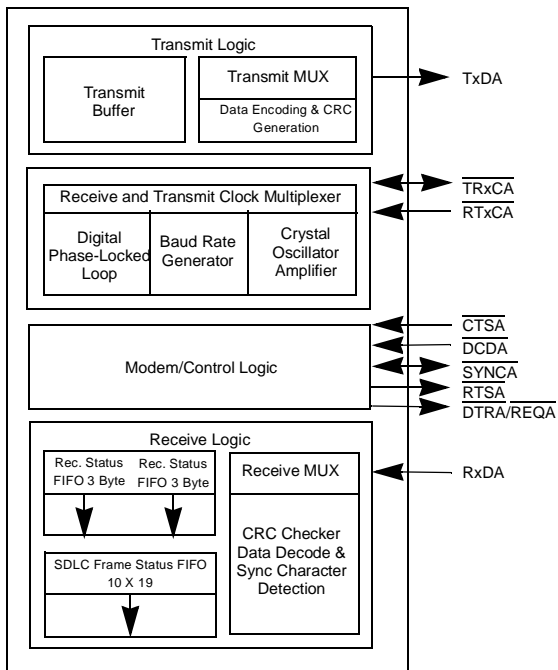 Transmit Logic
Transmit
Buffer
Transmit MUX
Data Encoding & CRC
Generation
TxDA
Receive and Transmit Clock Multiplexer
Digital
Phase-Locked
Loop
Baud Rate
Generator
Crystal
Oscillator
Amplifier
TRxCA
RTxCA
Modem/Control Logic
CTSA
DCDA
SYNCA
RTSA
DTRA/REQA
Receive Logic
Rec. Status
FIFO 3 Byte
Rec. Status
FIFO 3 Byte
Receive MUX
RxDA
CRC Checker
Data Decode &
Sync Character
Detection
SDLC Frame Status FIFO
10 X 19